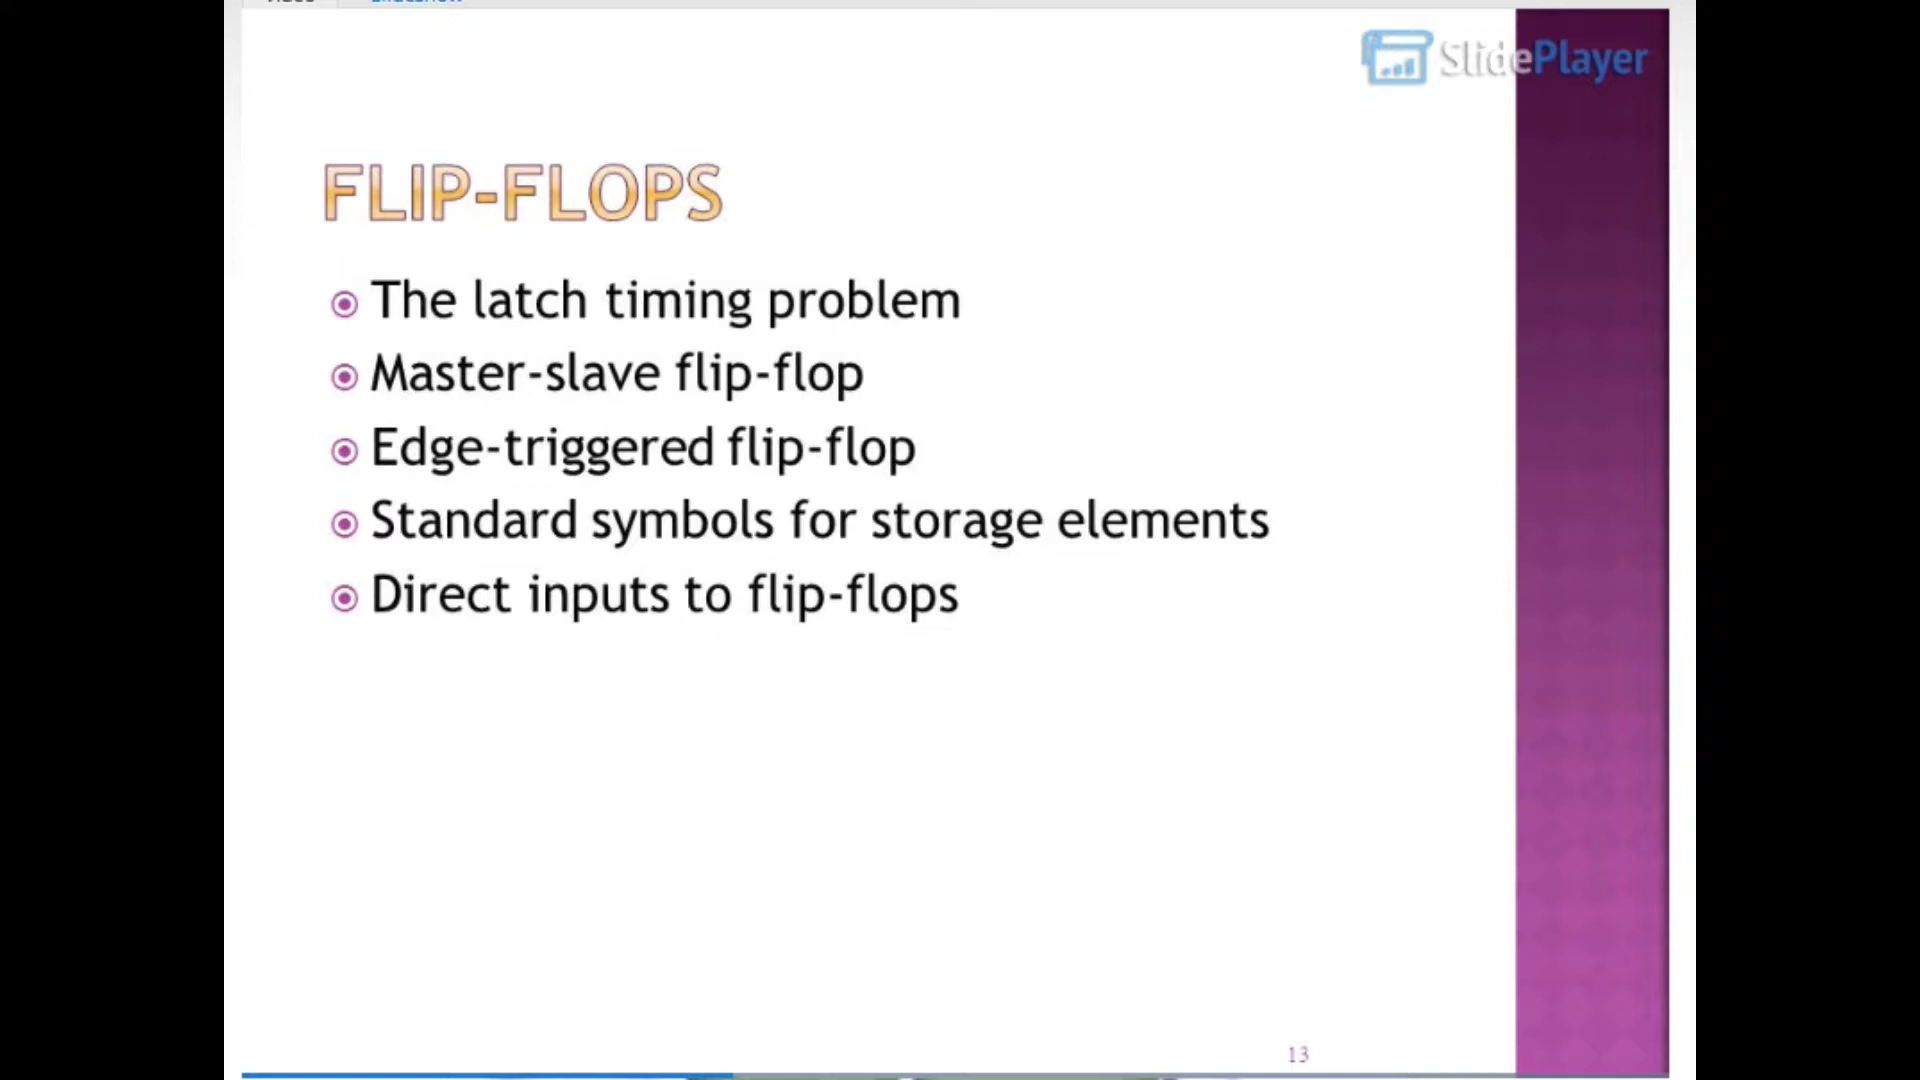 SlidePlayer
FLIP-FLOPS
The latch timing problem
Master-slave flip-flop
Edge-triggered flip-flop
Standard symbols for storage elements
Direct inputs to flip-flops
13